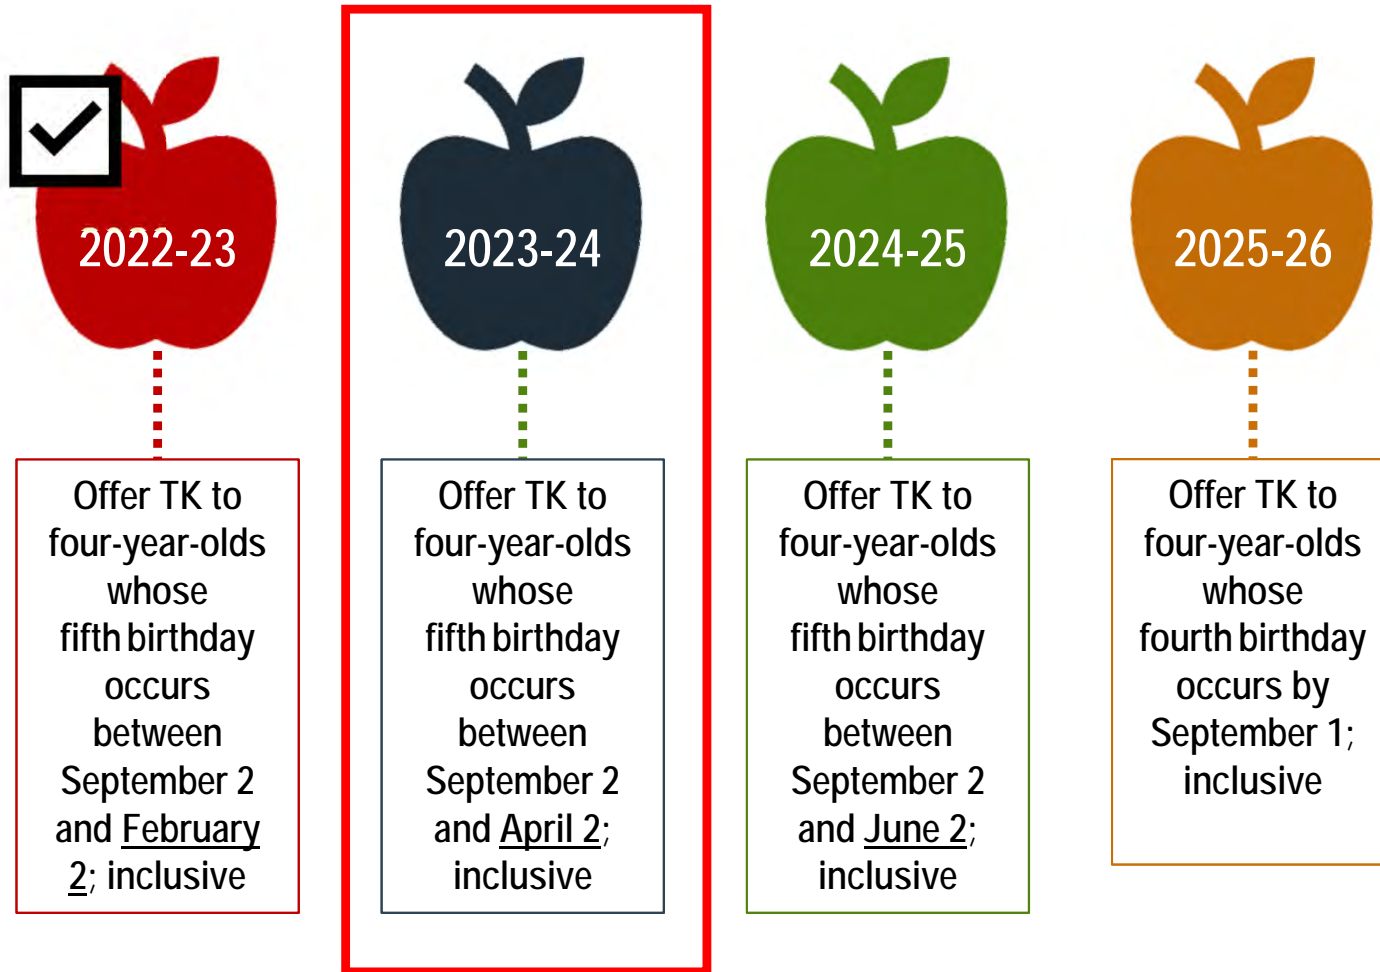 2022-23
Offer TK to
four-year-olds
whose
fifth birthday
occurs
between
September 2
and February
2; inclusive
2023-24
Offer TK to
four-year-olds
whose
fifth birthday
occurs
between
September 2
and April 2;
inclusive
2024-25
Offer TK to
four-year-olds
whose
fifth birthday
occurs
between
September 2
and June 2;
inclusive
2025-26
Offer TK to
four-year-olds
whose
fourth birthday
occurs by
September 1;
inclusive